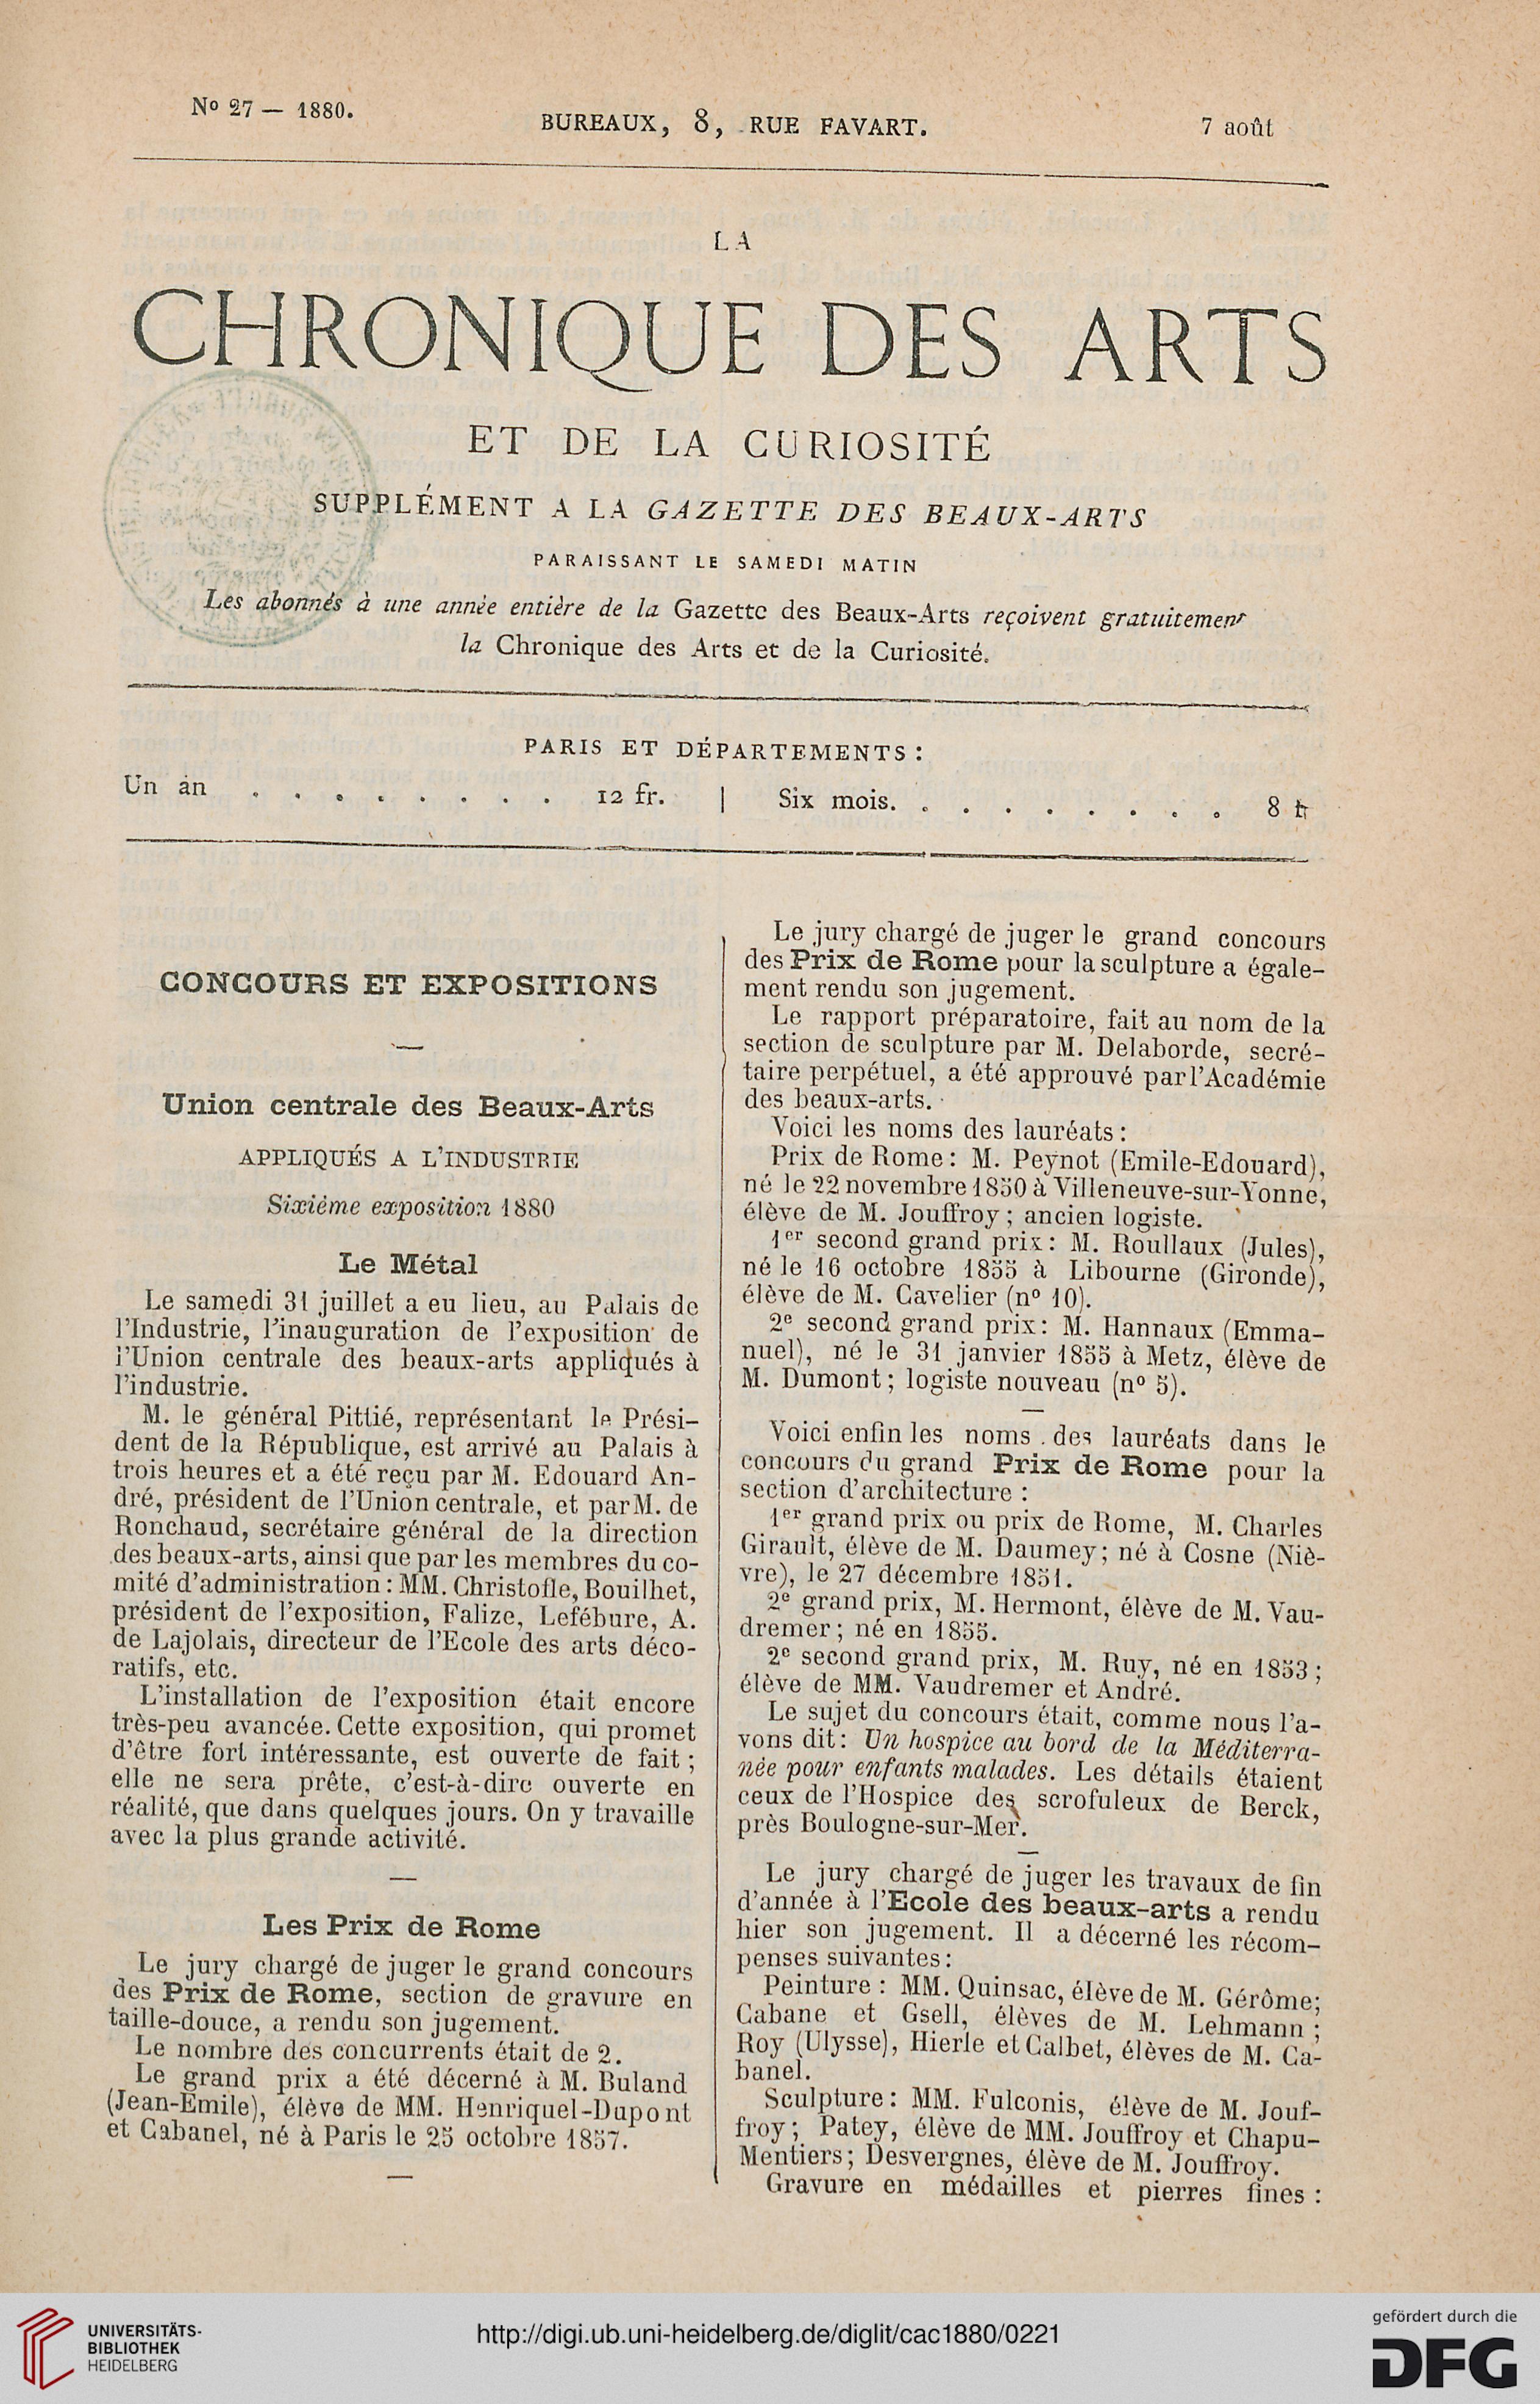 Nº 27 — 1880.
BUREAUX, 8, RUE FAVART.
7 août
LA
CHRONIQUE DES ARTS
ET DE LA CURIOSITÉ
SUPPLÉMENT A LA GAZETTE DES BEAUX-ARTS
PARAISSANT LE SAMEDI MATIN
Les abonnés à une année entière de la Gazette des Beaux-Arts reçoivent gratuitement
la Chronique des Arts et de la Curiosité.
PARIS ET DÉPARTEMENTS :
Un an . . . . . . . . 12 fr. | Six mois. . . . . . . . . 8 fr
CONCOURS ET EXPOSITIONS
—
Union centrale des Beaux-Arts
APPLIQUÉS A L'INDUSTRIE
Sixième exposition 1880
Le Métal
Le samedi 31 juillet a eu lieu, au Palais de
l'Industrie, l'inauguration de l'exposition de
l'Union centrale des beaux-arts appliqués à
l'industrie.
M. le général Pittié, représentant le Prési-
dent de la République, est arrivé au Palais à
trois heures et a été reçu par M. Edouard An-
dré, président de l'Union centrale, et par M. de
Ronchaud, secrétaire général de la direction
des beaux-arts, ainsi que par les membres du co-
mité d'administration : MM. Christofle, Bouilhet,
président de l'exposition, Falize, Lefébure, A.
de Lajolais, directeur de l'Ecole des arts déco-
ratifs, etc.
L'installation de l'exposition était encore
très-peu avancée. Cette exposition, qui promet
d'être fort intéressante, est ouverte de fait ;
elle ne sera prête, c'est-à-dire ouverte en
réalité, que dans quelques jours. On y travaille
avec la plus grande activité.
—
Les Prix de Rome
Le jury chargé de juger le grand concours
des Prix de Rome, section de gravure en
taille-douce, a rendu son jugement.
Le nombre des concurrents était de 2.
Le grand prix a été décerné à M. Buland
(Jean-Emile), élève de MM. Henriquel-Dupont
et Cabanel, né à Paris le 25 octobre 1857.
—
Le jury chargé de juger le grand concours
des Prix de Rome pour la sculpture a égale-
ment rendu son jugement.
Le rapport préparatoire, fait au nom de la
section de sculpture par M. Delaborde, secré-
taire perpétuel, a été approuvé par l'Académie
des beaux-arts.
Voici les noms des lauréats :
Prix de Rome : M. Peynot (Emile-Edouard),
né le 22 novembre 1850 à Villeneuve-sur-Yonne,
élève de M. Jouffroy ; ancien logiste.
1er second grand prix : M. Roullaux (Jules),
né le 16 octobre 1855 à Libourne (Gironde),
élève de M. Cavelier (nº 10).
2e second grand prix : M. Hannaux (Emma-
nuel), né le 31 janvier 1855 à Metz, élève de
M. Dumont ; logiste nouveau (nº 5).
—
Voici enfin les noms des lauréats dans le
concours du grand Prix de Rome pour la
section d'architecture :
1er grand prix ou prix de Rome, M. Charles
Girault, élève de M. Daumey ; né à Cosne (Niè-
vre), le 27 décembre 1851.
2e grand prix, M. Hermont, élève de M. Vau-
dremer ; né en 1855.
2e second grand prix, M. Ruy, né en 1853 ;
élève de MM. Vaudremer et André.
Le sujet du concours était, comme nous l'a-
vons dit : Un hospice au bord de la Méditerra-
née pour enfants malades. Les détails étaient
ceux de l'Hospice des scrofuleux de Berck,
près Boulogne-sur-Mer.
—
Le jury chargé de juger les travaux de fin
d'année à l'Ecole des beaux-arts a rendu
hier son jugement. Il a décerné les récom-
penses suivantes :
Peinture : MM. Quinsac, élève de M. Gérôme ;
Cabane et Gsell, élèves de M. Lehmann ;
Roy (Ulysse), Hierle et Calbet, élèves de M. Ca-
banel.
Sculpture : MM. Fulconis, élève de M. Jouf-
froy ; Patey, élève de MM. Jouffroy et Chapu-
Mentiers ; Desvergnes, élève de M. Jouffroy.
Gravure en médailles et pierres fines :
UNIVERSITÄTS-
BIBLIOTHEK
HEIDELBERG
http://digi.ub.uni-heidelberg.de/diglit/cac1880/0221
gefördert durch die
DFG